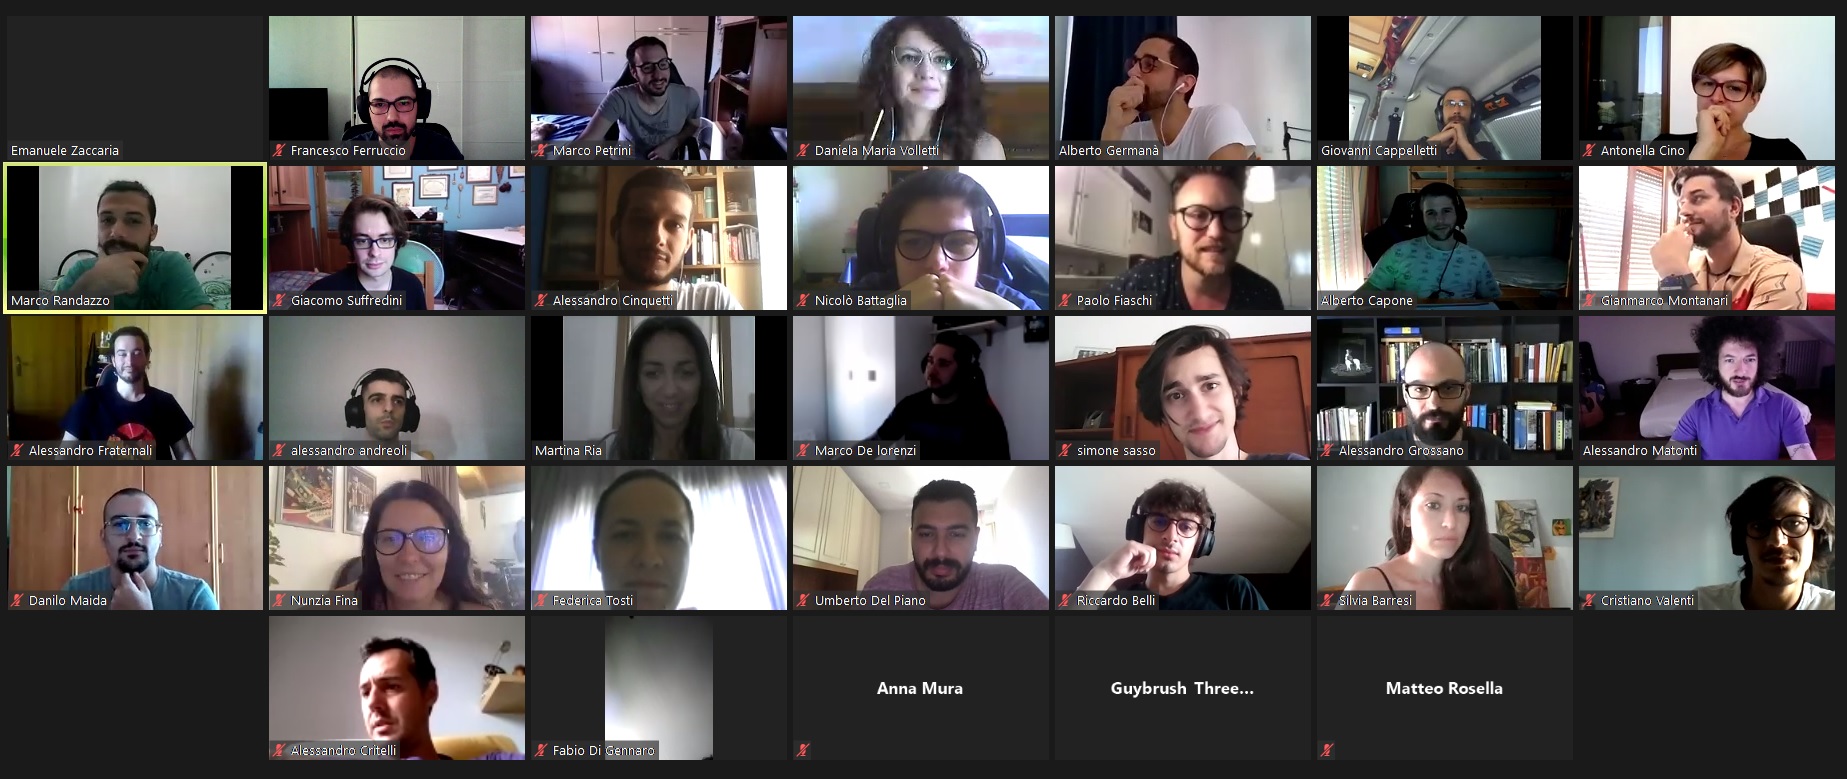 Emanuele Zaccaria
Francesco Ferruccio
Marco Petrini
Daniela Maria Volletti
Alberto Germanà
Giovanni Cappelletti
Antonella Cino
Marco Randazzo
Giacomo Suffredini
Alessandro Cinquetti
Nicolò Battaglia
Paolo Fiaschi
Alberto Capone
Gianmarco Montanari
Alessandro Fraternali
alessandro andreoli
Martina Ria
Marco De lorenzi
simone sasso
Alessandro Grossano
Alessandro Matonti
Danilo Maida
Nunzia Fina
Federica Tosti
Umberto Del Piano
Riccardo Belli
Silvia Barresi
Cristiano Valenti
Alessandro Critelli
Fabio Di Gennaro
Anna Mura
Guybrush Three...
Matteo Rosella